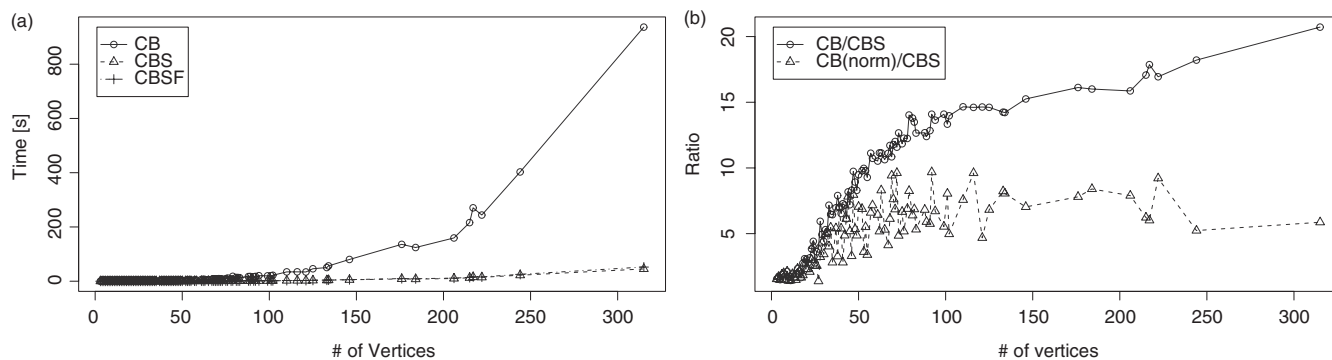 (a)
CB
CBS
CBSF
Time [s]
0 200 400 600 800
0 50 100 150 200 250 300
# of Vertices
(b)
CB/CBS
CB(norm)/CBS
Ratio
5 10 15 20
0 50 100 150 200 250 300
# of vertices